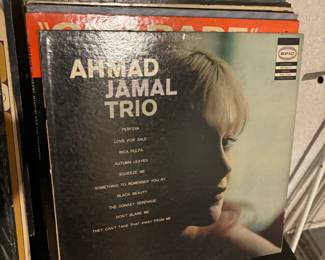 AHMAD
JAMAL
TRIO
EPIC
PERFIDIA
LOVE FOR SALE
RICA PULPA
AUTUMN LEAVES
SQUEEZE ME
SOMETHING TO REMEMBER YOU BY
BLACK BEAUTY
THE DONKEY SERENADE
DON'T BLAME ME
THEY CAN'T TAKE THAT AWAY FROM ME